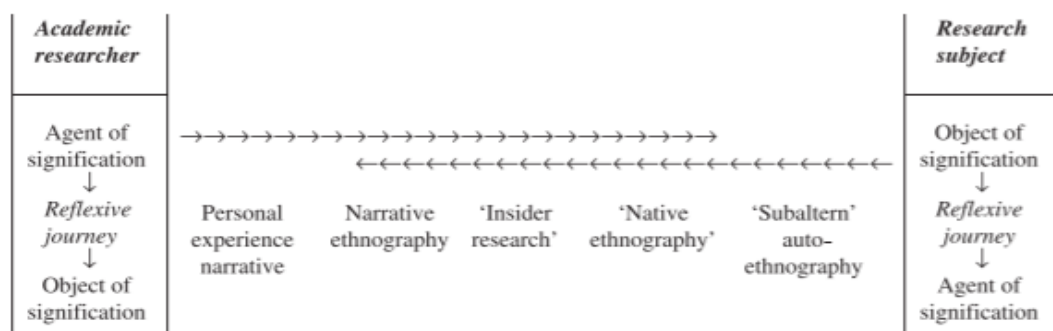 Academic
researcher
Research
subject
Agent of
signification
↓
Reflexive
journey
↓
Object of
signification
→→→→→→→→→→→→→→→→→→→→→→→
←←←←←←←←←←←←←←←←←←←←←←←
Personal
experience
narrative
Narrative
ethnography
‘Insider
research’
‘Native
ethnography’
‘Subaltern’
auto-
ethnography
Object of
signification
↓
Reflexive
journey
↓
Agent of
signification